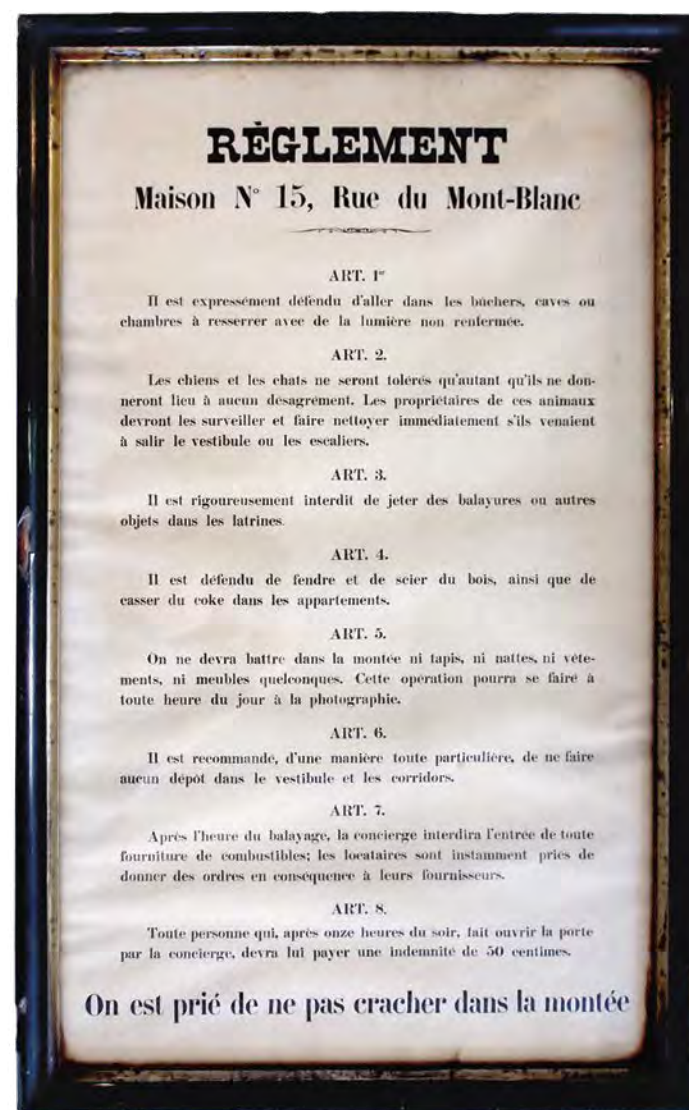 RÈGLEMENT
Maison N° 15, Rue du Mont-Blanc
ART. 1er
Il est expressément défendu d'aller dans les bûchers, caves ou
chambres à resserrer avec de la lumière non renfermée.
ART. 2.
Les chiens et les chats ne seront tolérés qu'autant qu'ils ne don-
neront lieu à aucun désagrément. Les propriétaires de ces animaux
devront les surveiller et faire nettoyer immédiatement s'ils venaient
à salir le vestibule ou les escaliers.
ART. 3.
Il est rigoureusement interdit de jeter des balayures ou autres
objets dans les latrines.
ART. 4.
Il est défendu de fendre et de scier du bois, ainsi que de
casser du coke dans les appartements.
ART. 5.
On ne devra battre dans la montée ni tapis, ni nattes, ni vête-
ments, ni meubles quelconques. Cette opération pourra se faire à
toute heure du jour à la photographie.
ART. 6.
Il est recommandé, d'une manière toute particulière, de ne faire
aucun dépôt dans le vestibule et les corridors.
ART. 7.
Après l'heure du balayage, la concierge interdira l'entrée de toute
fourniture de combustibles; les locataires sont instamment priés de
donner des ordres en conséquence à leurs fournisseurs.
ART. 8.
Toute personne qui, après onze heures du soir, fait ouvrir la porte
par la concierge, devra lui payer une indemnité de 50 centimes.
On est prié de ne pas cracher dans la montée